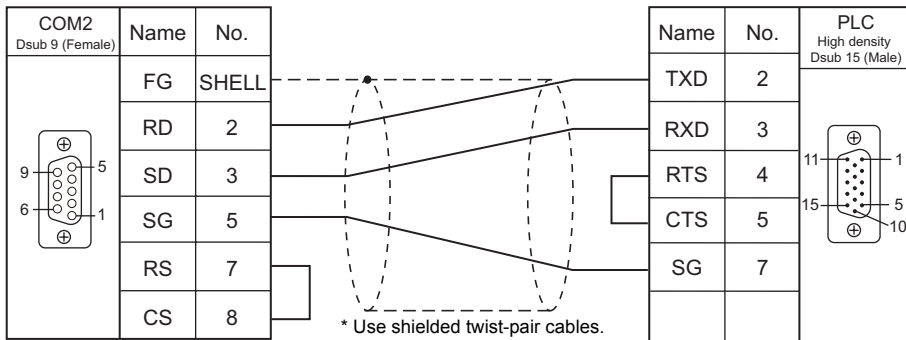 COM2
Dsub 9 (Female)
Name No.
FG SHELL
RD 2
SD 3
SG 5
RS 7
CS 8
9
5
6
1
* Use shielded twist-pair cables.
Name No.
TXD 2
RXD 3
RTS 4
CTS 5
SG 7
PLC
High density
Dsub 15 (Male)
11
1
15
5
10